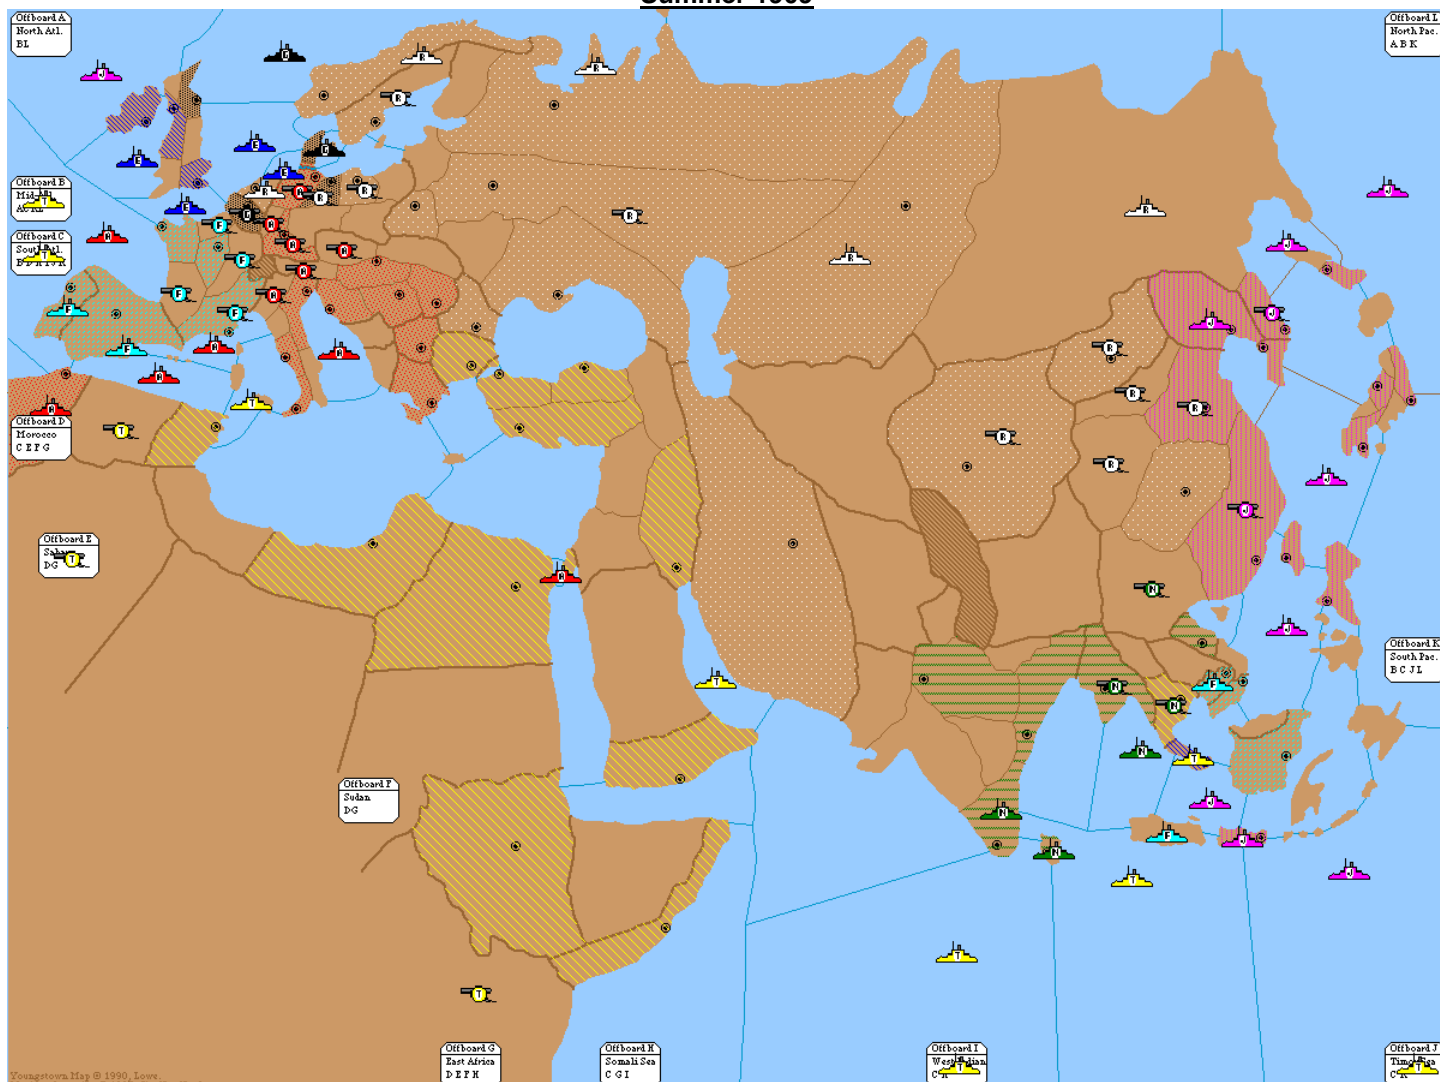 Offboard A
North Atl.
BL
Offboard L
North Pac.
A B K
Offboard B
Offboard C
Offboard D
Morocco
C E F G
Offboard E
DG
Offboard K
South Pac.
B C J L
Offboard F
Sudan
DG
Offboard G
East Africa
D E F H
Offboard H
Somali Sea
C G I
Offboard I
Offboard J
Youngstown Map © 1990, Lowe.